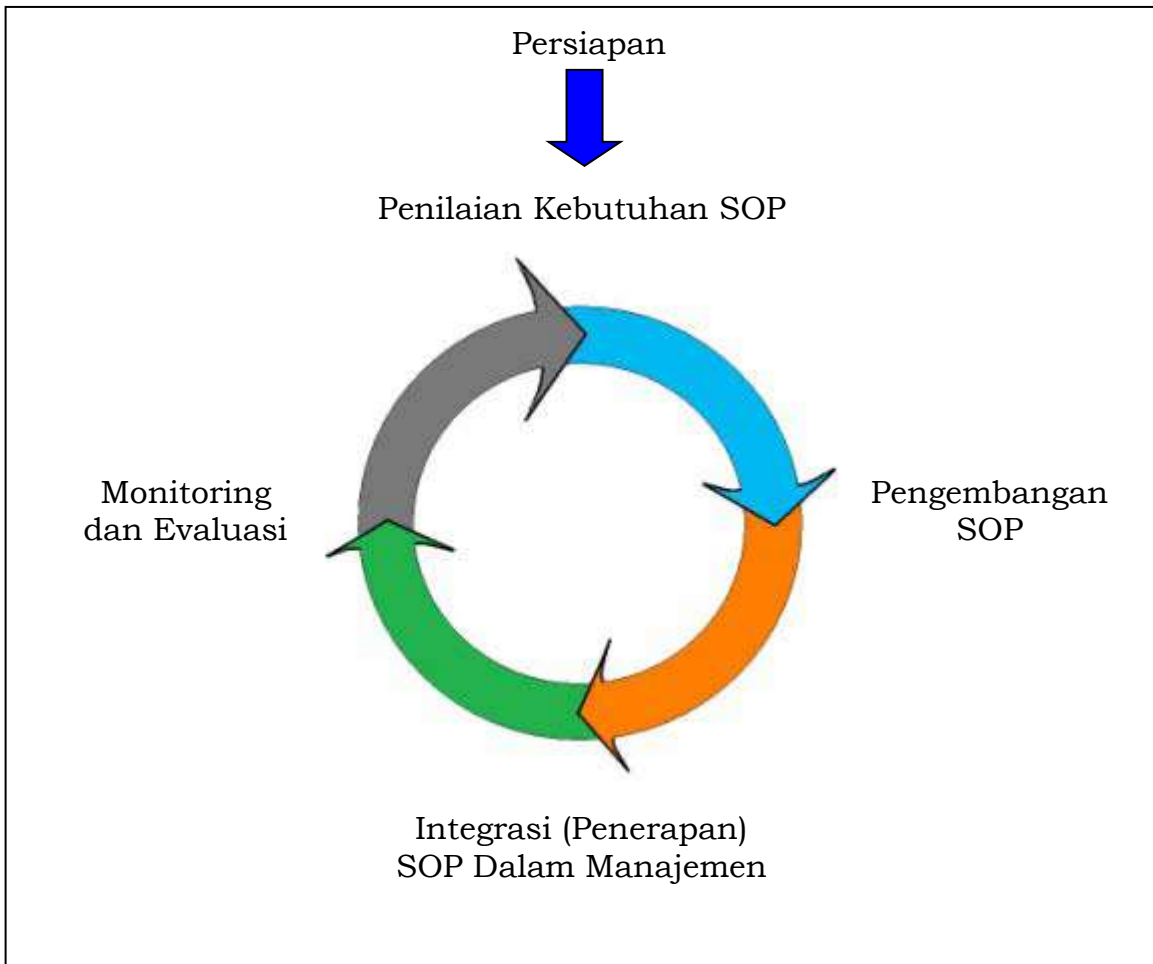 Persiapan
Penilaian Kebutuhan SOP
Monitoring
dan Evaluasi
Pengembangan
SOP
Integrasi (Penerapan)
SOP Dalam Manajemen